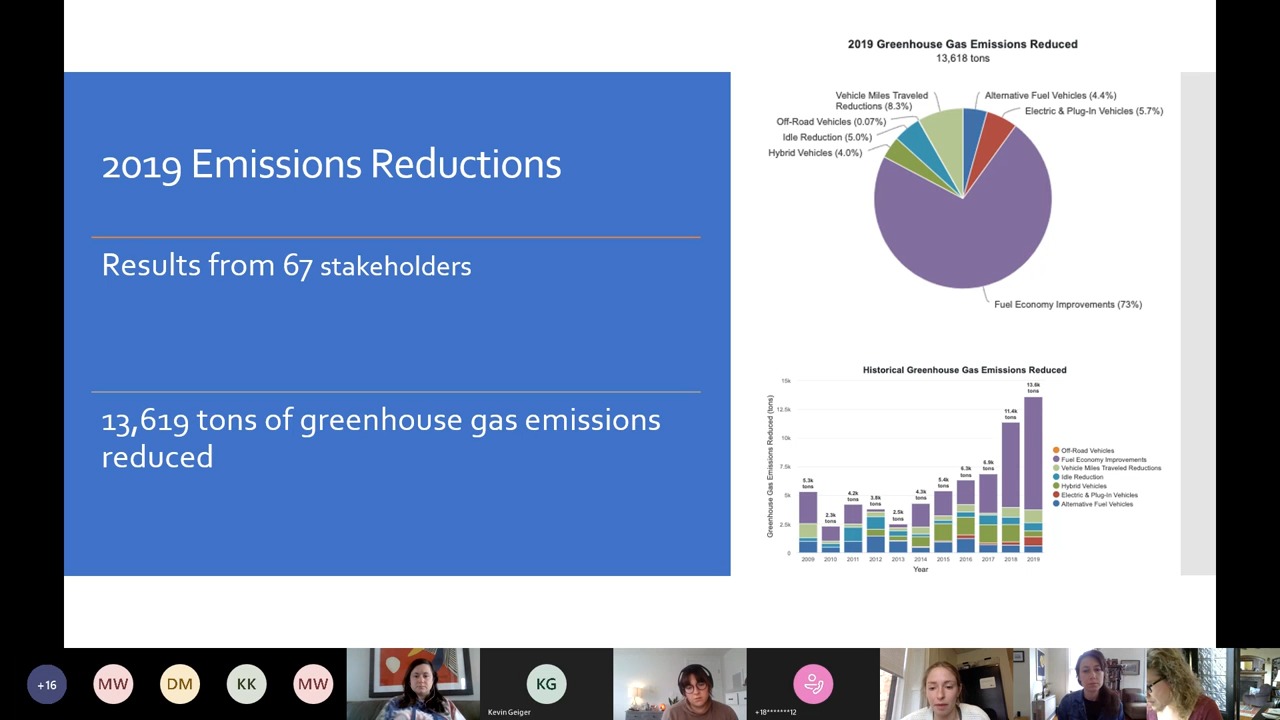 2019 Emissions Reductions
Results from 67 stakeholders
13,619 tons of greenhouse gas emissions
reduced
2019 Greenhouse Gas Emissions Reduced
13,618 tons
Vehicle Miles Traveled
Reductions (8.3%)
Off-Road Vehicles (0.07%)
Idle Reduction (5.0%)
Hybrid Vehicles (4.0%)
Alternative Fuel Vehicles (4.4%)
Electric & Plug-In Vehicles (5.7%)
Fuel Economy Improvements (73%)
Historical Greenhouse Gas Emissions Reduced
Greenhouse Gas Emissions Reduced (tons)
15k
12.5k
10k
7.5k
5k
2.5k
0
5.3k
tons
2.3k
tons
4.2k
tons
3.8k
tons
2.5k
tons
4.3k
tons
5.4k
tons
6.3k
tons
6.9k
tons
11.4k
tons
13.6k
tons
2009 2010 2011 2012 2013 2014 2015 2016 2017 2018 2019
Year
Off-Road Vehicles
Fuel Economy Improvements
Vehicle Miles Traveled Reductions
Idle Reduction
Hybrid Vehicles
Electric & Plug-In Vehicles
Alternative Fuel Vehicles
+16
MW
DM
KK
MW
KG
Kevin Geiger
+18*******12